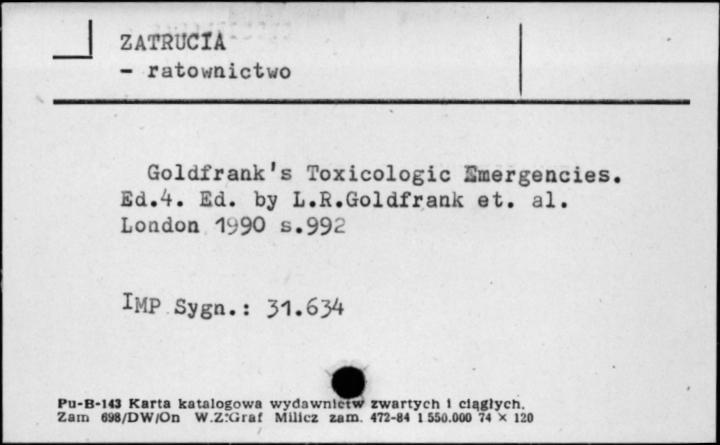 ZATRUCIA
- ratownictwo
Goldfrank's Toxicologic Emergencies.
Ed.4. Ed. by L.R.Goldfrank et. al.
London 1990 s.992
IMP Sygn.: 31.634
Pu-B-143 Karta katalogowa wydawnictw zwartych i ciągłych.
Zam 698/DW/On W.Z.Graf Milicz zam. 472-84 1 550.000 74 × 120